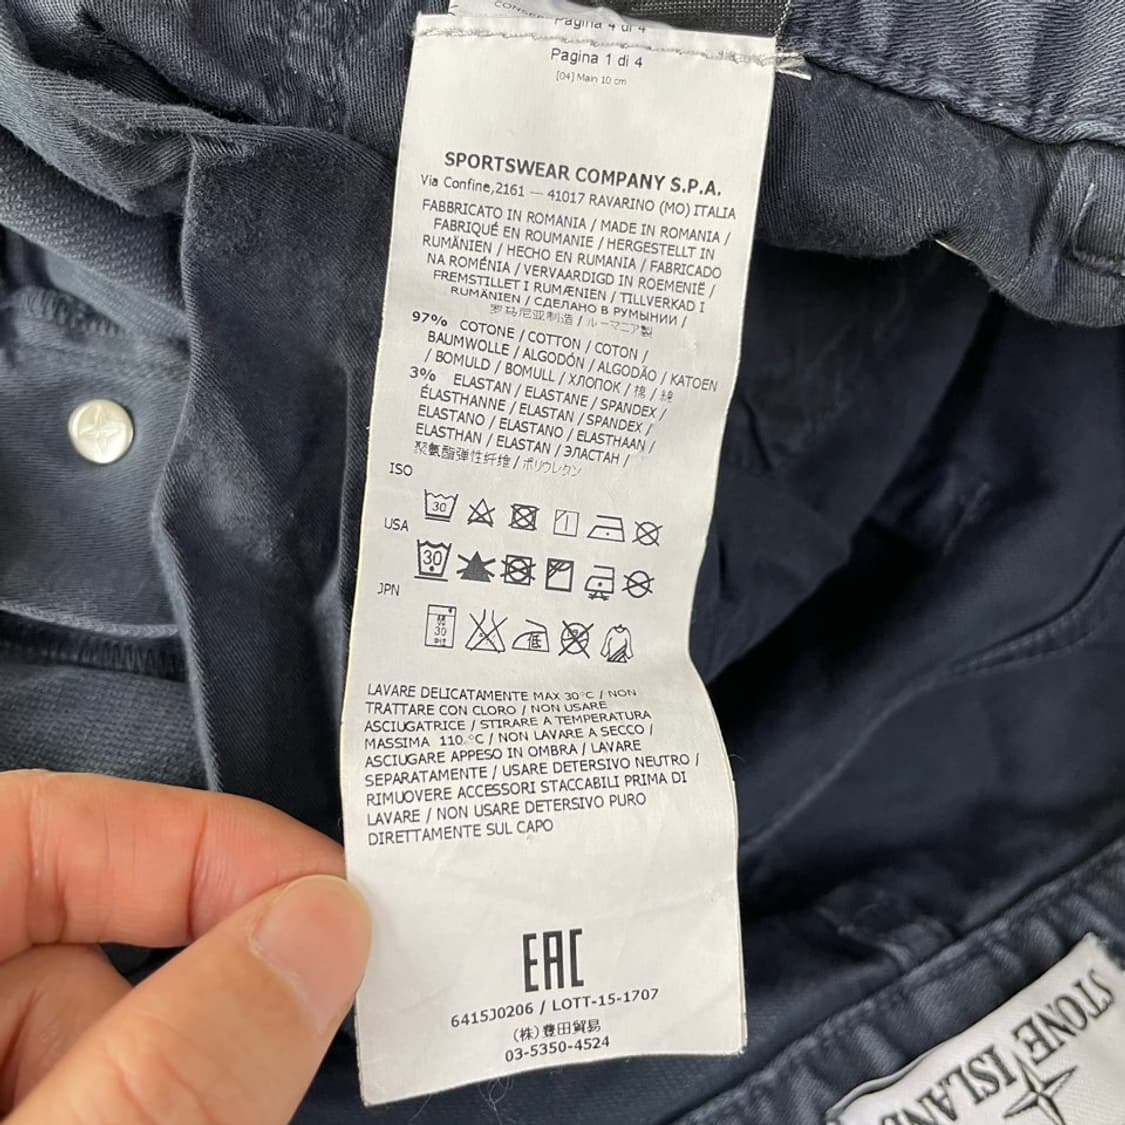 Pagina 4 di 4
Pagina 1 di 4
[04] Main 10 cm
SPORTSWEAR COMPANY S.P.A.
Via Confine,2161 — 41017 RAVARINO (MO) ITALIA
FABBRICATO IN ROMANIA / MADE IN ROMANIA /
FABRIQUÉ EN ROUMANIE / HERGESTELLT IN
RUMÄNIEN / HECHO EN RUMANIA / FABRICADO
NA ROMÉNIA / VERVAARDIGD IN ROEMENIË /
FREMSTILLET I RUMÆNIEN / TILLVERKAD I
RUMÄNIEN / СДЕЛАНО В РУМЫНИИ /
罗马尼亚制造 / ルーマニア製
97% COTONE / COTTON / COTON /
BAUMWOLLE / ALGODÓN / ALGODÃO / KATOEN
/ BOMULD / BOMULL / ХЛОПОК / 棉 / 綿
3% ELASTAN / ELASTANE / SPANDEX /
ÉLASTHANNE / ELASTAN / SPANDEX /
ELASTANO / ELASTANO / ELASTHAAN /
ELASTHAN / ELASTAN / ЭЛАСТАН /
聚氨酯弹性纤维 / ポリウレタン
ISO
30
USA
30
JPN
30
低
LAVARE DELICATAMENTE MAX 30°C / NON
TRATTARE CON CLORO / NON USARE
ASCIUGATRICE / STIRARE A TEMPERATURA
MASSIMA 110 °C / NON LAVARE A SECCO /
ASCIUGARE APPESO IN OMBRA / LAVARE
SEPARATAMENTE / USARE DETERSIVO NEUTRO /
RIMUOVERE ACCESSORI STACCABILI PRIMA DI
LAVARE / NON USARE DETERSIVO PURO
DIRETTAMENTE SUL CAPO
EAC
6415J0206 / LOTT-15-1707
(株) 豊田貿易
03-5350-4524
STONE ISLAND